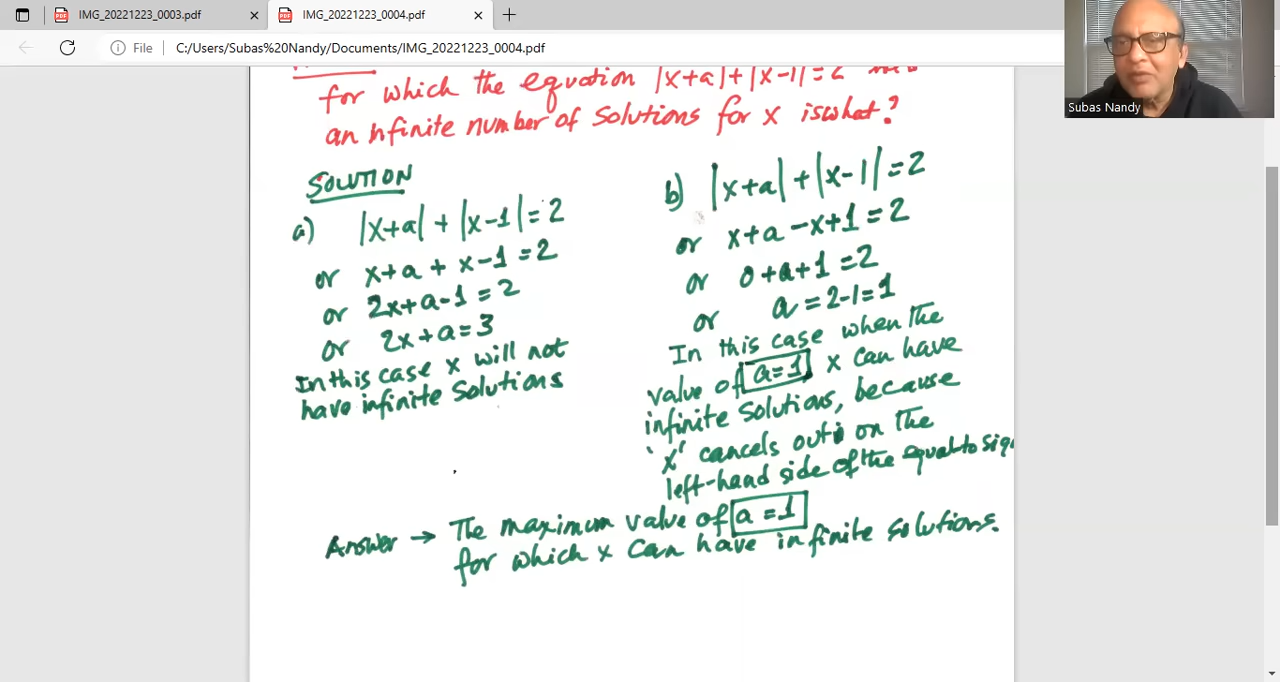 IMG_20221223_0003.pdf
IMG_20221223_0004.pdf
File
C:/Users/Subas%20Nandy/Documents/IMG_20221223_0004.pdf
Subas Nandy
for which the equation |x+a|+|x-1|=2
an nfinite number of solutions for x is what?
SOLUTION
a) |x+a| + |x-1| = 2
or x+a + x-1 = 2
or 2x+a-1 = 2
or 2x+a=3
In this case x will not
have infinite solutions
b) |x+a| + |x-1| = 2
or x+a-x+1 = 2
or 0+a+1 = 2
or a = 2-1 = 1
In this case when the
value of a=1 x can have
infinite solutions, because
'x' cancels out on the
left-hand side of the equal to sign
Answer → The maximum value of a = 1
for which x can have infinite solutions.